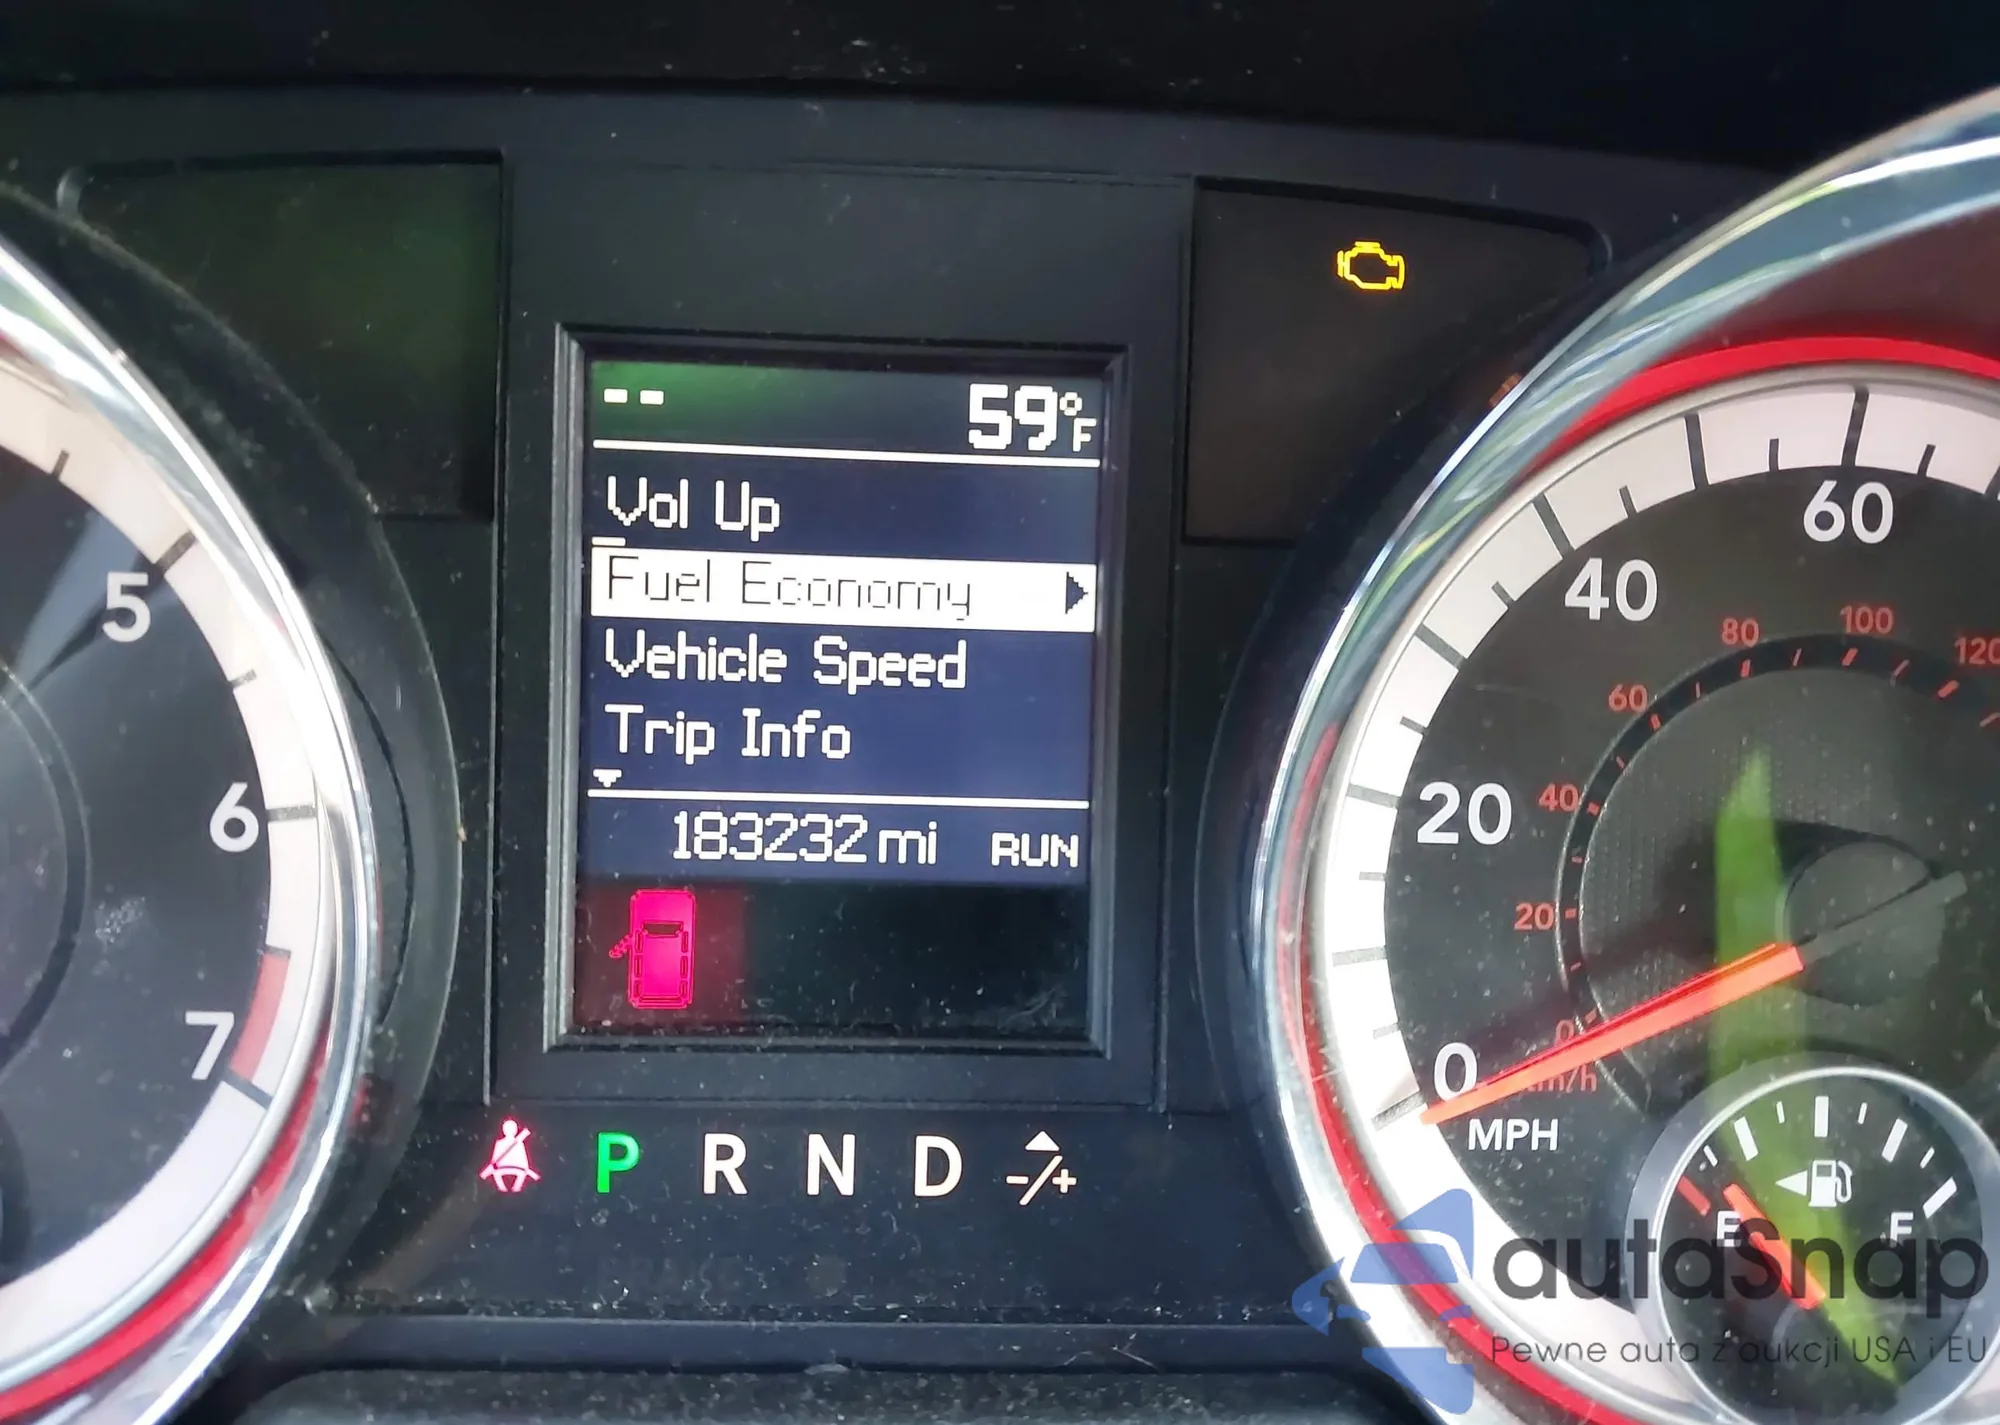 -- 59°F
Vol Up
Fuel Economy
Vehicle Speed
Trip Info
183232 mi RUN
P R N D -/+
5
6
7
0
20
40
60
MPH
0
20
40
60
80
100
120
km/h
E F
autaSnap
Pewne auta z aukcji USA i EU